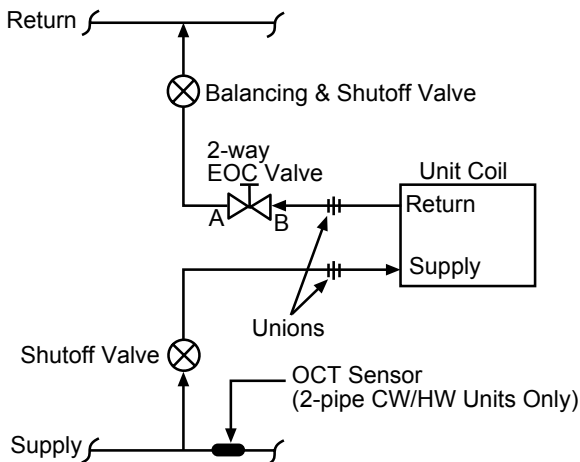 Return
Balancing & Shutoff Valve
2-way
EOC Valve
Unit Coil
A
B
Return
Supply
Unions
Shutoff Valve
OCT Sensor
(2-pipe CW/HW Units Only)
Supply